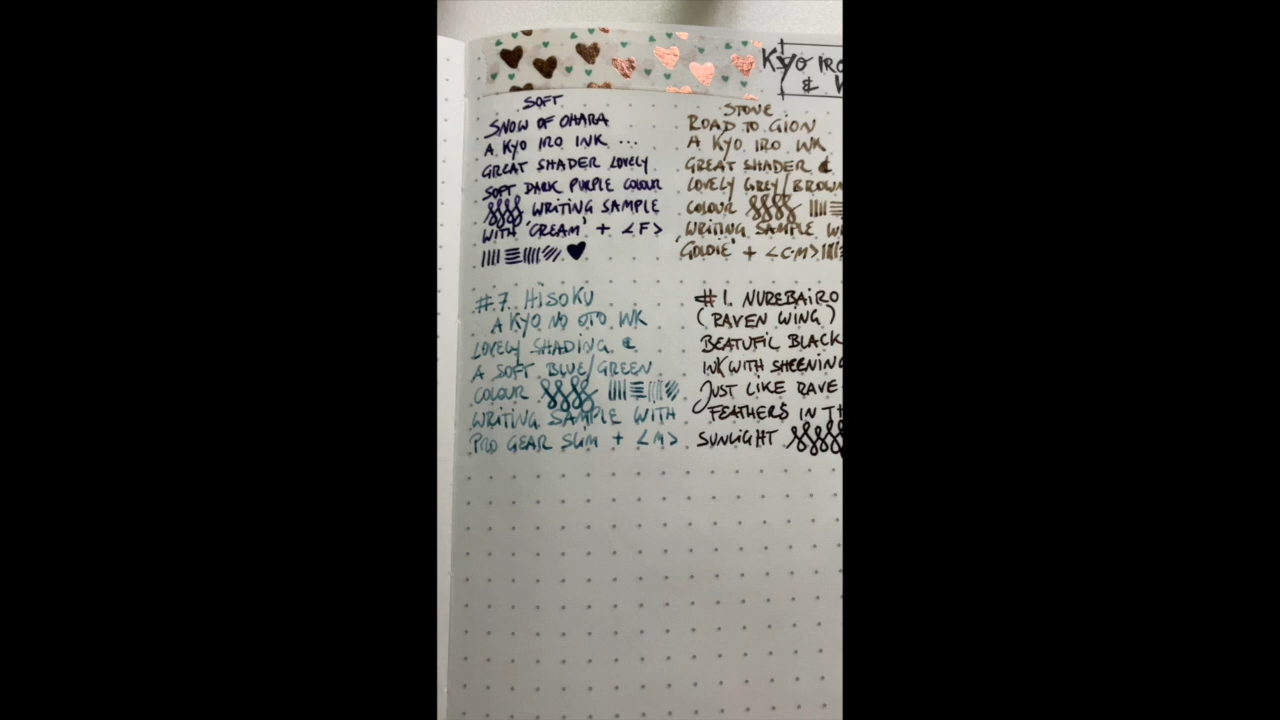 KYO IRO
& 
SOFT
SNOW OF OHARA
A KYO IRO INK ...
GREAT SHADER LOVELY
SOFT DARK PURPLE COLOUR
WRITING SAMPLE
WITH 'CREAM' + <F>
STONE
ROAD TO GION
A KYO IRO INK
GREAT SHADER &
LOVELY GREY/BROWN
COLOUR
WRITING SAMPLE WI
'GOLDIE' + <C·M>
#7. HISOKU
A KYO NO OTO INK
LOVELY SHADING &
A SOFT BLUE/GREEN
COLOUR
WRITING SAMPLE WITH
PRO GEAR SLIM + <M>
#1. NUREBAIRO
(RAVEN WING)
BEATUFIL BLACK
INK WITH SHEENING
JUST LIKE RAVE
FEATHERS IN TH
SUNLIGHT